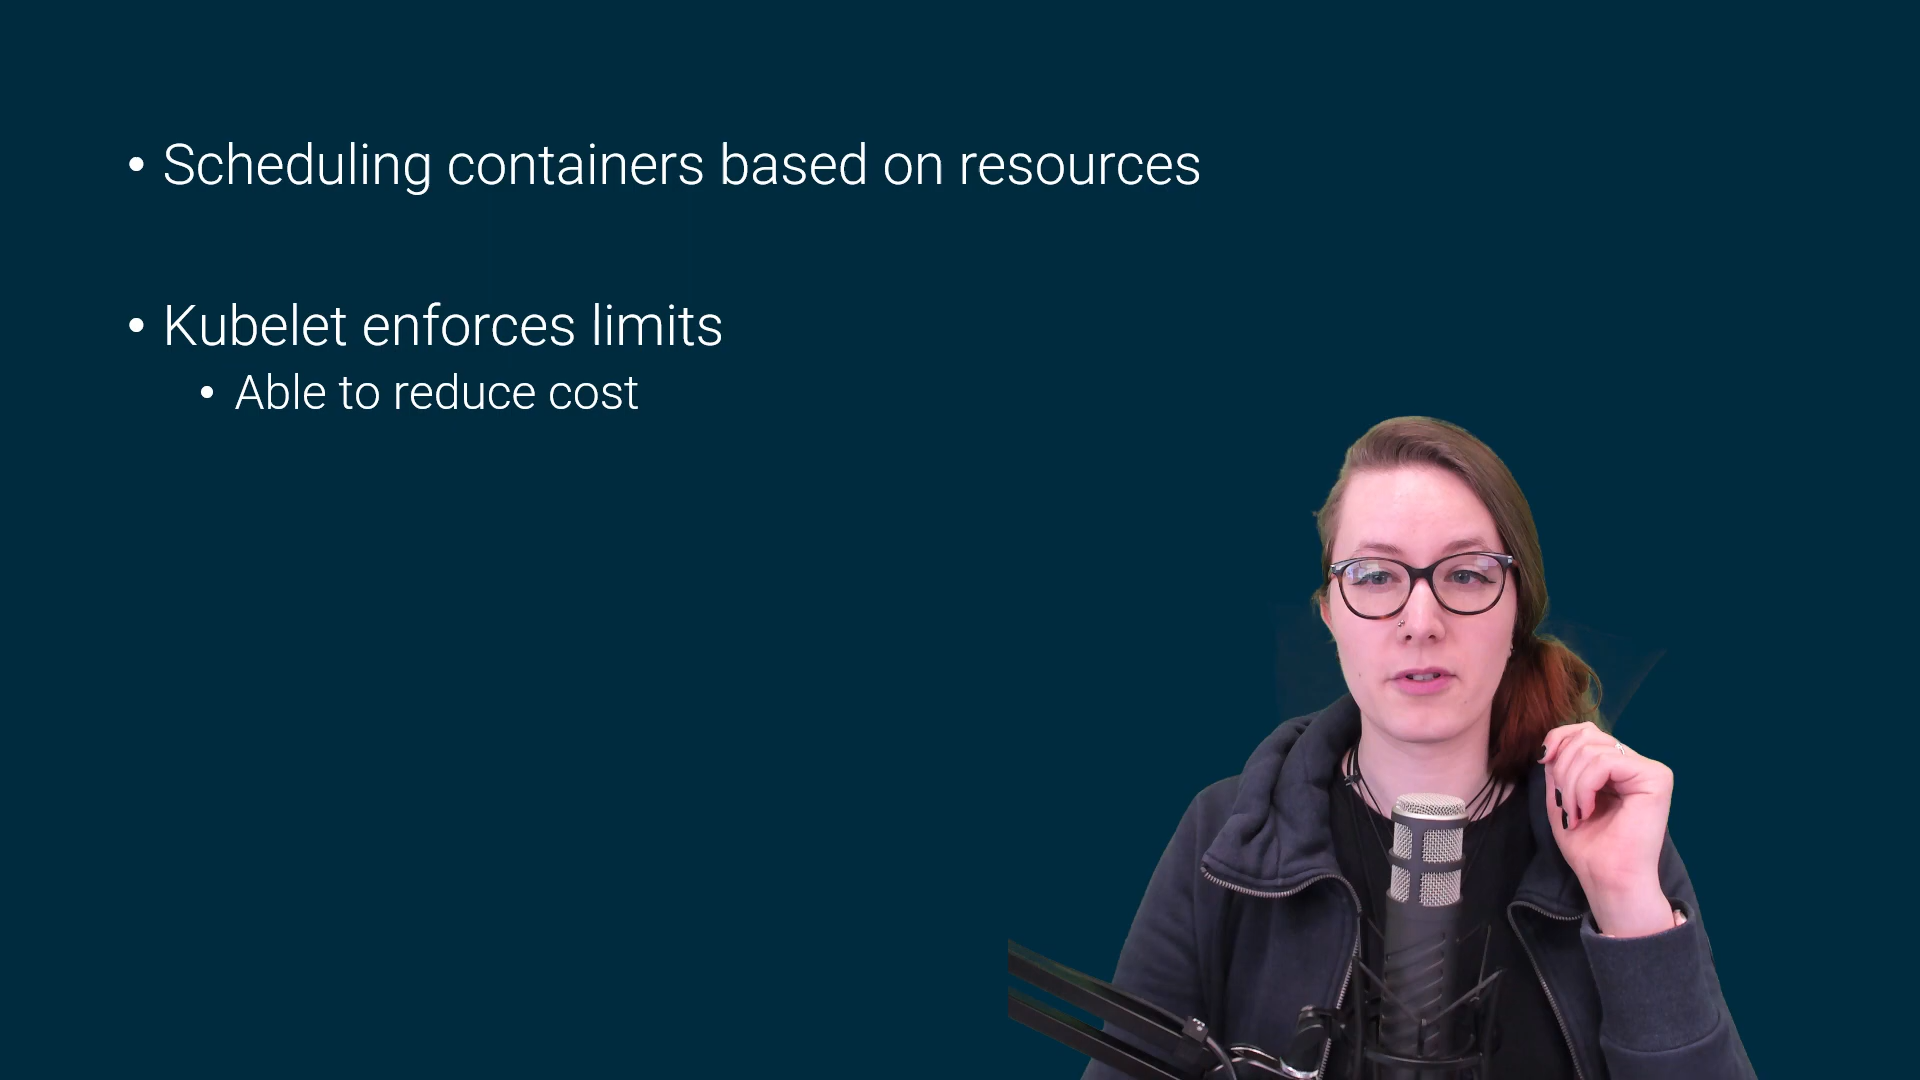 • Scheduling containers based on resources
• Kubelet enforces limits
• Able to reduce cost